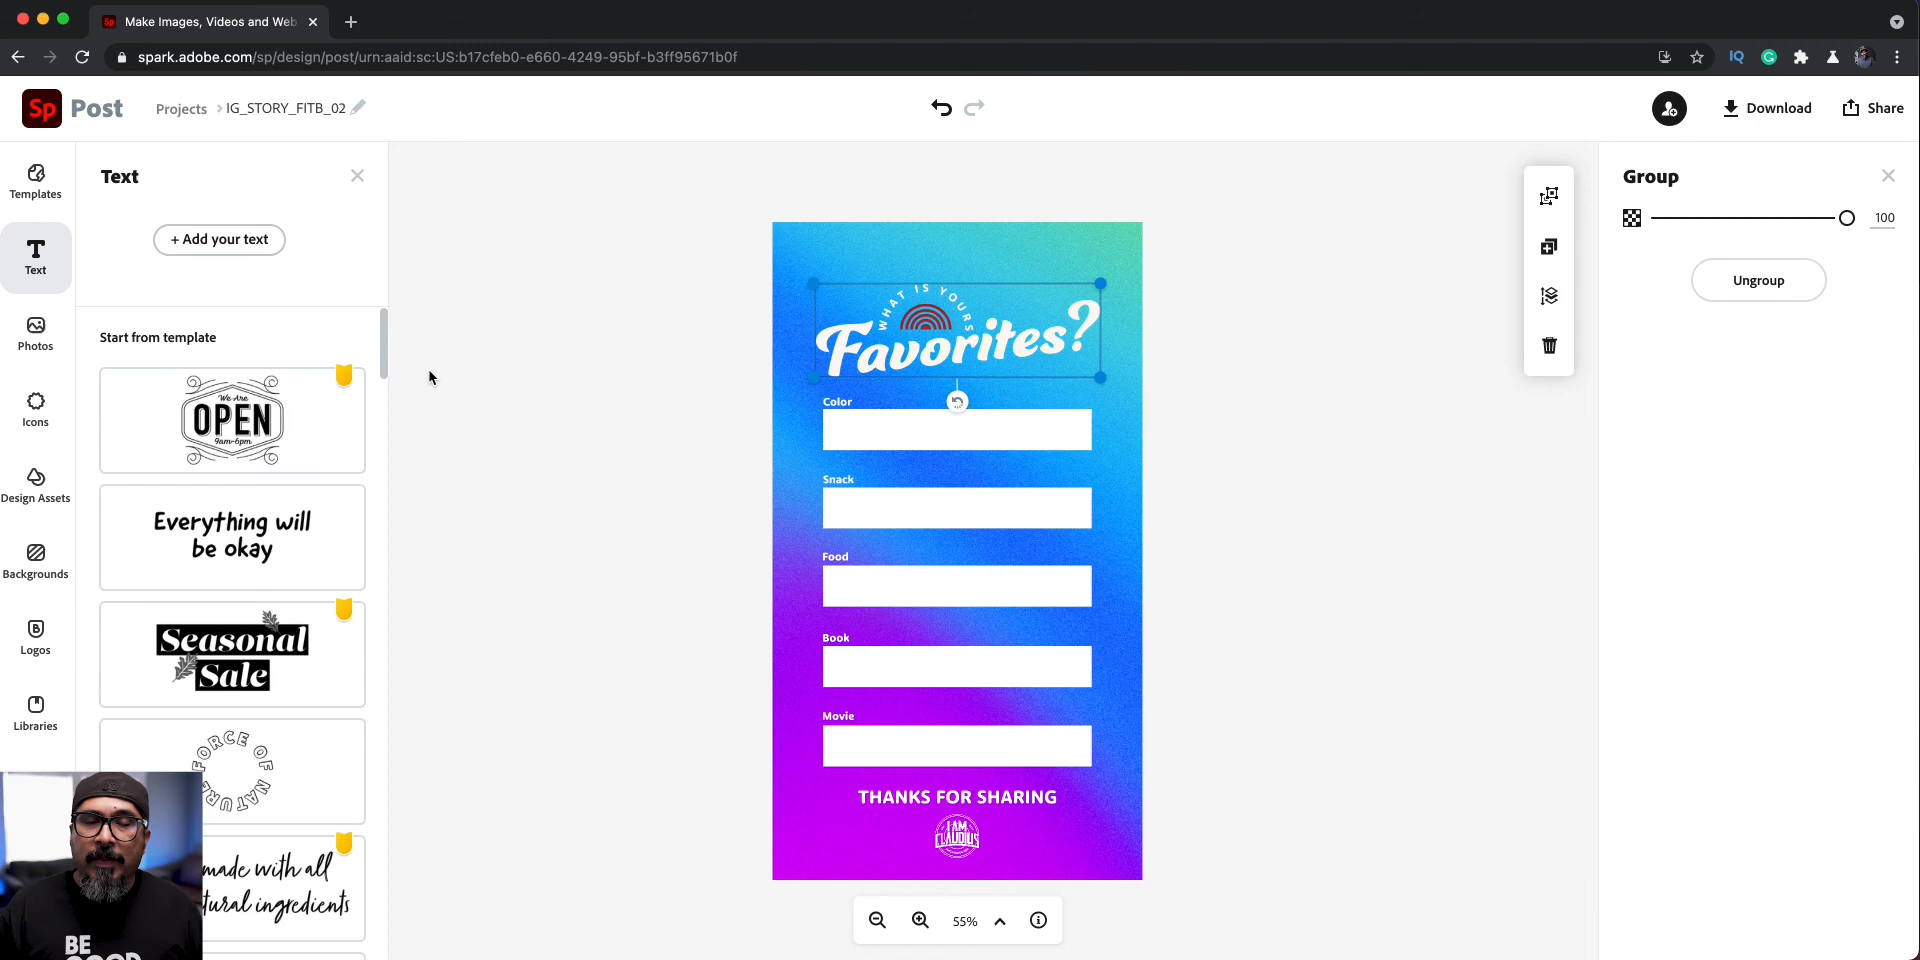 Make Images, Videos and Web
spark.adobe.com/sp/design/post/urn:aaid:sc:US:b17cfeb0-e660-4249-95bf-b3ff95671b0f
IQ
G
Sp Post
Projects > IG_STORY_FITB_02
Download
Share
Templates
Text
Photos
Icons
Design Assets
Backgrounds
Logos
Libraries
Text
+ Add your text
Start from template
We Are
OPEN
9am-6pm
Everything will
be okay
Seasonal
Sale
FORCE OF NATURE
made with all
tural ingredients
BE
GOOD
WHAT IS YOURS
Favorites?
Color
Snack
Food
Book
Movie
THANKS FOR SHARING
I AM
CLAUDIUS
55%
Group
100
Ungroup